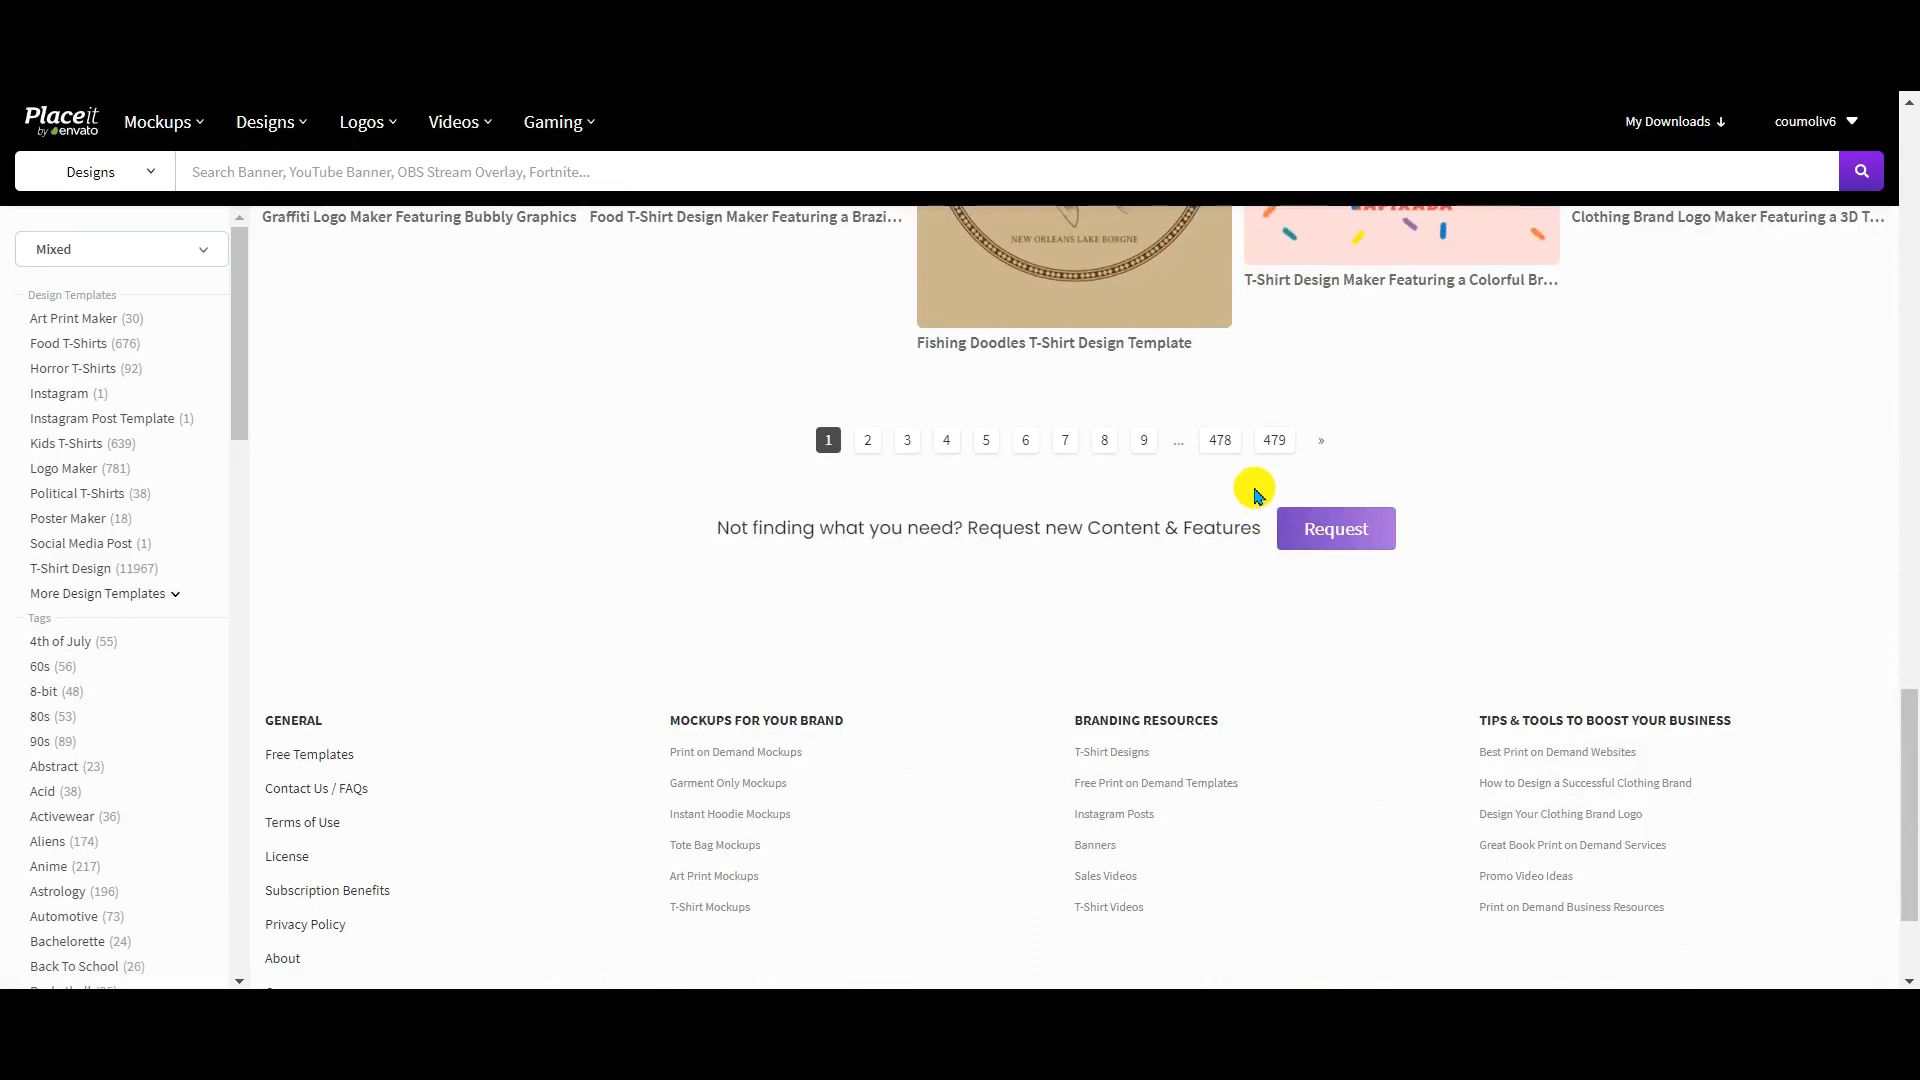 Placeit
by envato
Mockups
Designs
Logos
Videos
Gaming
My Downloads
coumoliv6
Designs
Search Banner, YouTube Banner, OBS Stream Overlay, Fortnite...
Mixed
Design Templates
Art Print Maker (30)
Food T-Shirts (676)
Horror T-Shirts (92)
Instagram (1)
Instagram Post Template (1)
Kids T-Shirts (639)
Logo Maker (781)
Political T-Shirts (38)
Poster Maker (18)
Social Media Post (1)
T-Shirt Design (11967)
More Design Templates
Tags
4th of July (55)
60s (56)
8-bit (48)
80s (53)
90s (89)
Abstract (23)
Acid (38)
Activewear (36)
Aliens (174)
Anime (217)
Astrology (196)
Automotive (73)
Bachelorette (24)
Back To School (26)
Graffiti Logo Maker Featuring Bubbly Graphics
Food T-Shirt Design Maker Featuring a Brazi...
NEW ORLEANS LAKE BORGNE
Fishing Doodles T-Shirt Design Template
T-Shirt Design Maker Featuring a Colorful Br...
Clothing Brand Logo Maker Featuring a 3D T...
1 2 3 4 5 6 7 8 9 ... 478 479 »
Not finding what you need? Request new Content & Features
Request
GENERAL
Free Templates
Contact Us / FAQs
Terms of Use
License
Subscription Benefits
Privacy Policy
About
MOCKUPS FOR YOUR BRAND
Print on Demand Mockups
Garment Only Mockups
Instant Hoodie Mockups
Tote Bag Mockups
Art Print Mockups
T-Shirt Mockups
BRANDING RESOURCES
T-Shirt Designs
Free Print on Demand Templates
Instagram Posts
Banners
Sales Videos
T-Shirt Videos
TIPS & TOOLS TO BOOST YOUR BUSINESS
Best Print on Demand Websites
How to Design a Successful Clothing Brand
Design Your Clothing Brand Logo
Great Book Print on Demand Services
Promo Video Ideas
Print on Demand Business Resources